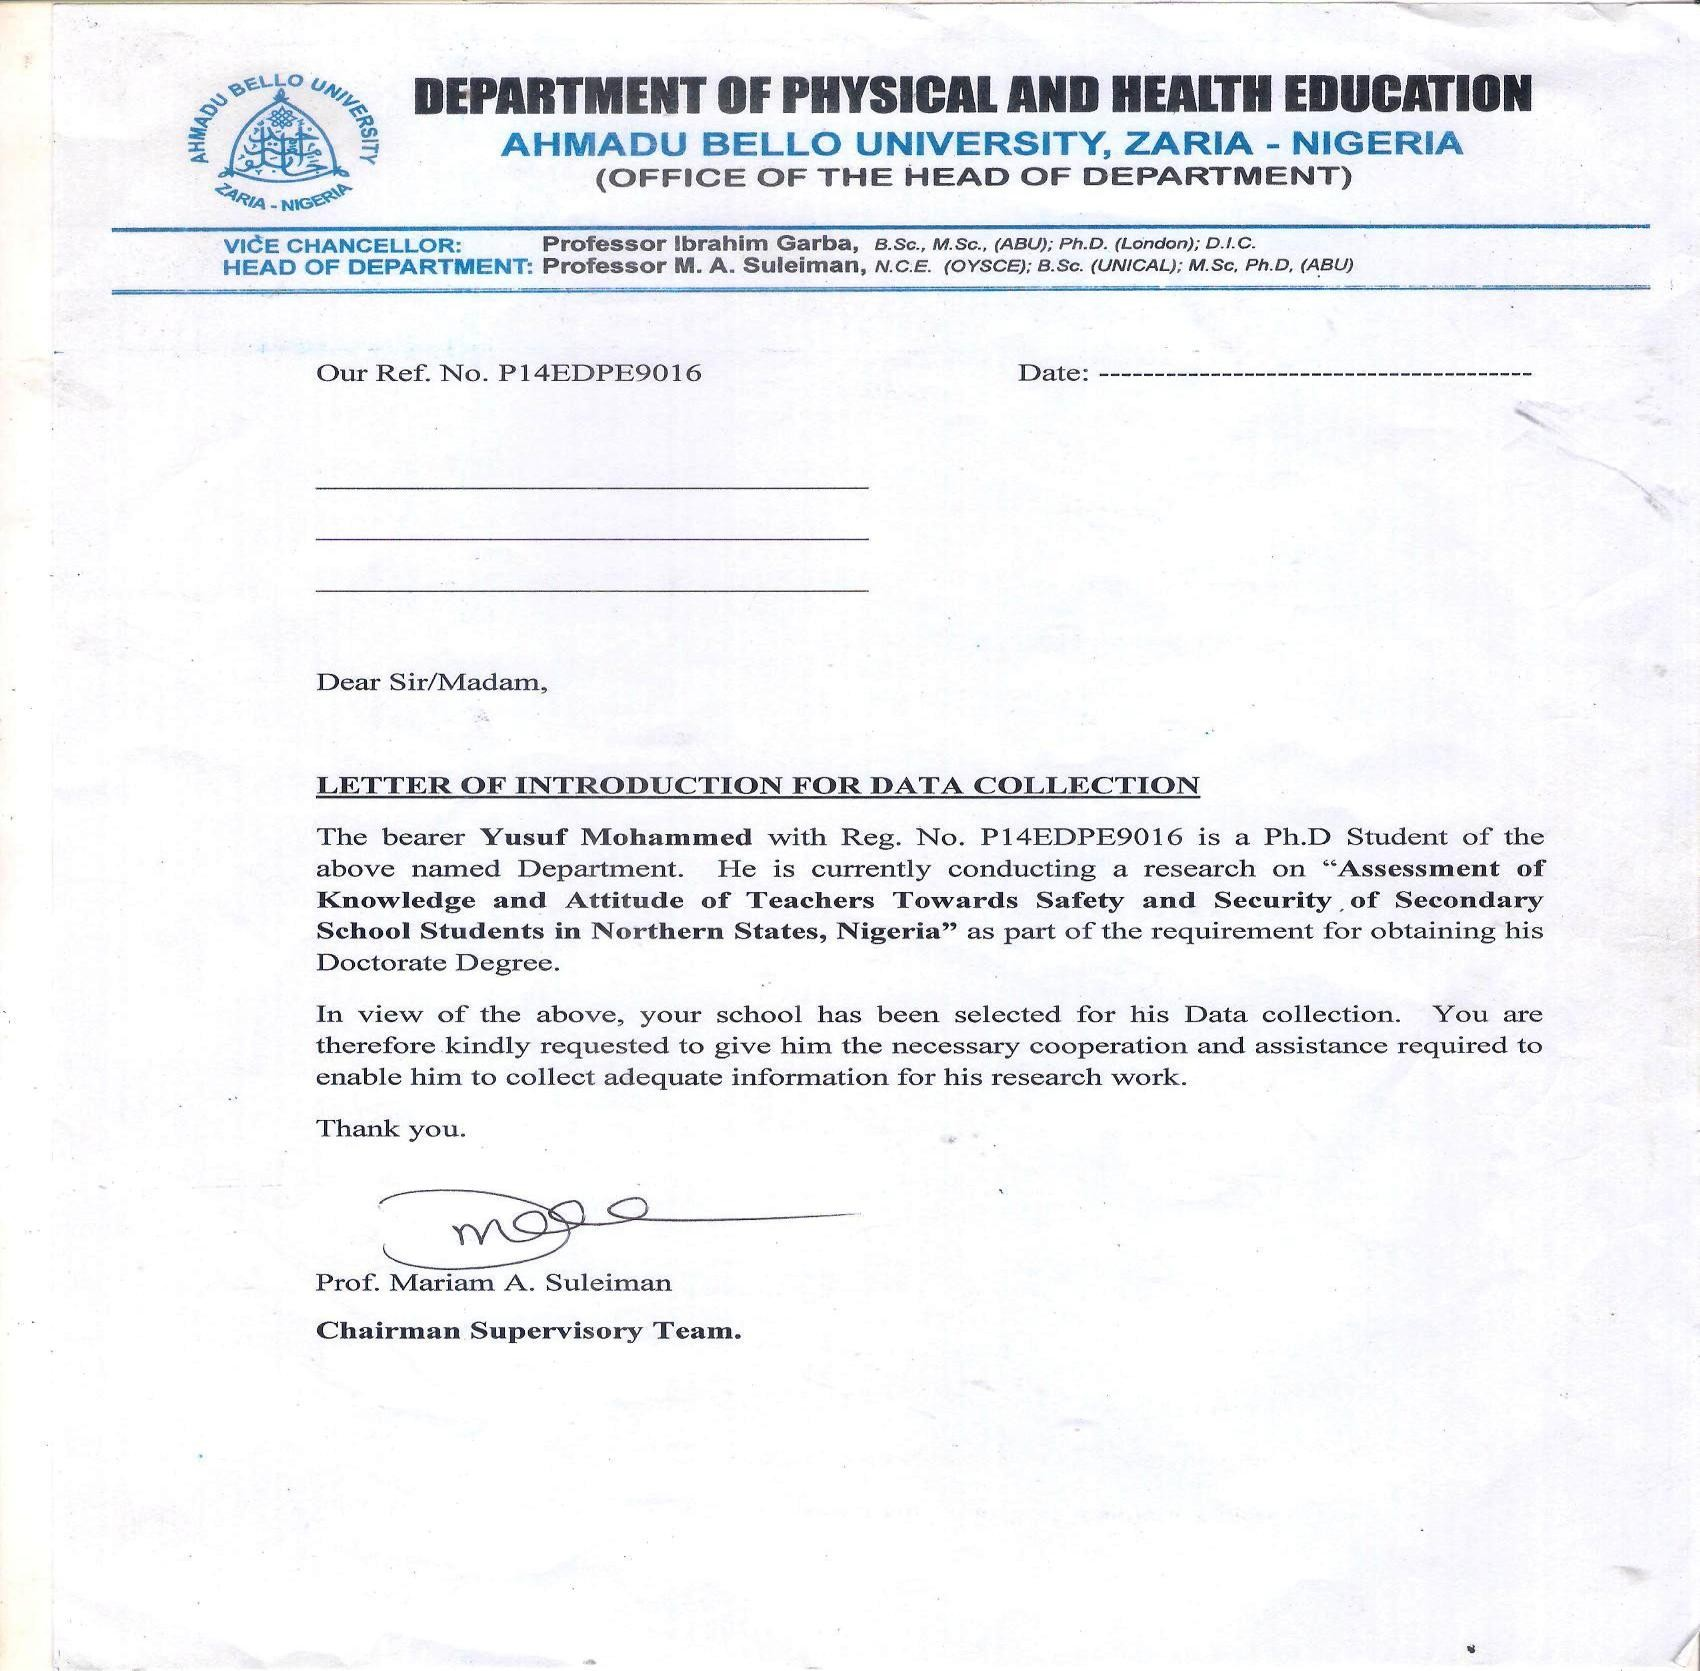 AHMADU BELLO UNIVERSITY
ZARIA - NIGERIA
DEPARTMENT OF PHYSICAL AND HEALTH EDUCATION
AHMADU BELLO UNIVERSITY, ZARIA - NIGERIA
(OFFICE OF THE HEAD OF DEPARTMENT)
VICE CHANCELLOR: Professor Ibrahim Garba, B.Sc., M.Sc., (ABU); Ph.D. (London); D.I.C.
HEAD OF DEPARTMENT: Professor M. A. Suleiman, N.C.E. (OYSCE); B.Sc. (UNICAL); M.Sc, Ph.D, (ABU)
Our Ref. No. P14EDPE9016 Date: ---------------------------------------
Dear Sir/Madam,
LETTER OF INTRODUCTION FOR DATA COLLECTION
The bearer Yusuf Mohammed with Reg. No. P14EDPE9016 is a Ph.D Student of the
above named Department. He is currently conducting a research on “Assessment of
Knowledge and Attitude of Teachers Towards Safety and Security of Secondary
School Students in Northern States, Nigeria” as part of the requirement for obtaining his
Doctorate Degree.
In view of the above, your school has been selected for his Data collection. You are
therefore kindly requested to give him the necessary cooperation and assistance required to
enable him to collect adequate information for his research work.
Thank you.
Prof. Mariam A. Suleiman
Chairman Supervisory Team.